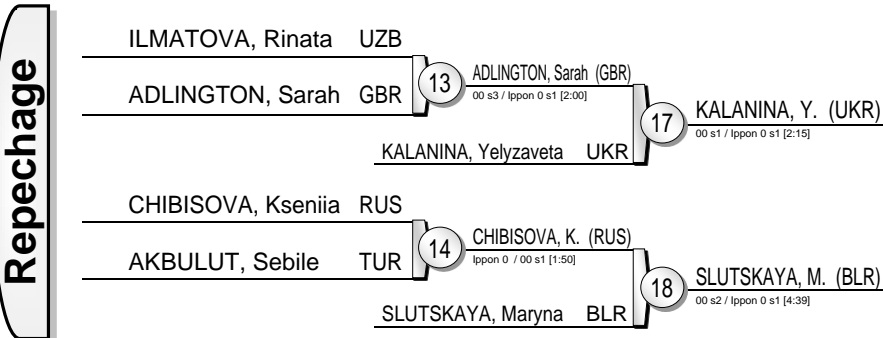 Repechage
ILMATOVA, Rinata UZB
ADLINGTON, Sarah GBR
13
ADLINGTON, Sarah (GBR)
00 s3 / Ippon 0 s1 [2:00]
KALANINA, Yelyzaveta UKR
17
KALANINA, Y. (UKR)
00 s1 / Ippon 0 s1 [2:15]
CHIBISOVA, Kseniia RUS
AKBULUT, Sebile TUR
14
CHIBISOVA, K. (RUS)
Ippon 0 / 00 s1 [1:50]
SLUTSKAYA, Maryna BLR
18
SLUTSKAYA, M. (BLR)
00 s2 / Ippon 0 s1 [4:39]